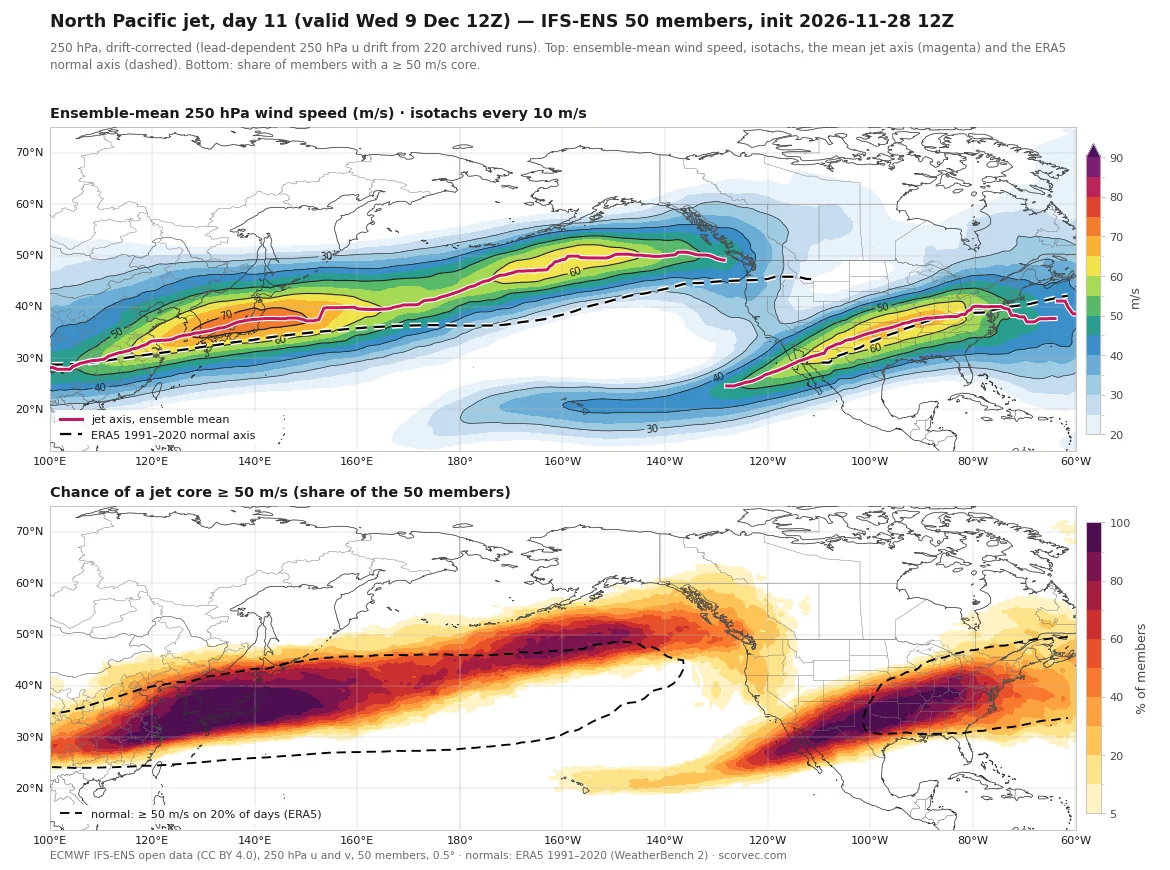 North Pacific jet, day 11 (valid Wed 9 Dec 12Z) — IFS-ENS 50 members, init 2026-11-28 12Z
250 hPa, drift-corrected (lead-dependent 250 hPa u drift from 220 archived runs). Top: ensemble-mean wind speed, isotachs, the mean jet axis (magenta) and the ERA5
normal axis (dashed). Bottom: share of members with a ≥ 50 m/s core.
Ensemble-mean 250 hPa wind speed (m/s) · isotachs every 10 m/s
70°N
60°N
50°N
40°N
30°N
20°N
30
50
70
60
40
60
50
60
40
30
jet axis, ensemble mean
ERA5 1991–2020 normal axis
100°E 120°E 140°E 160°E 180° 160°W 140°W 120°W 100°W 80°W 60°W
90
80
70
60
50
40
30
20
m/s
Chance of a jet core ≥ 50 m/s (share of the 50 members)
70°N
60°N
50°N
40°N
30°N
20°N
normal: ≥ 50 m/s on 20% of days (ERA5)
100°E 120°E 140°E 160°E 180° 160°W 140°W 120°W 100°W 80°W 60°W
100
80
60
40
20
5
% of members
ECMWF IFS-ENS open data (CC BY 4.0), 250 hPa u and v, 50 members, 0.5° · normals: ERA5 1991–2020 (WeatherBench 2) · scorvec.com